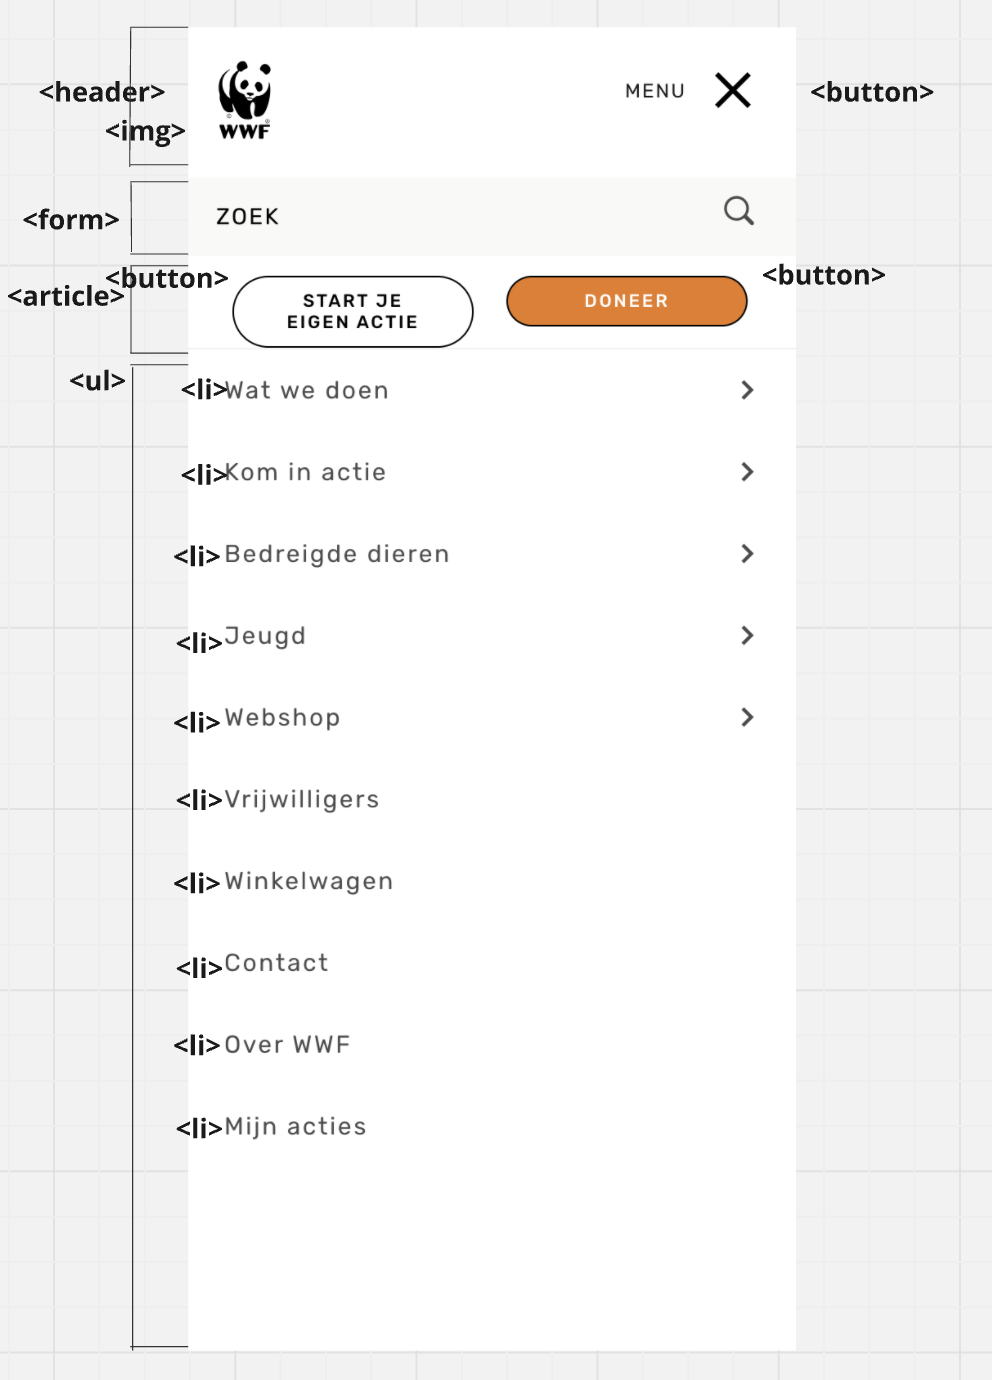 <header>
<img>
WWF
MENU
<button>
<form>
ZOEK
<article>
<button>
START JE
EIGEN ACTIE
DONEER
<button>
<ul>
<li> Wat we doen
<li> Kom in actie
<li> Bedreigde dieren
<li> Jeugd
<li> Webshop
<li> Vrijwilligers
<li> Winkelwagen
<li> Contact
<li> Over WWF
<li> Mijn acties